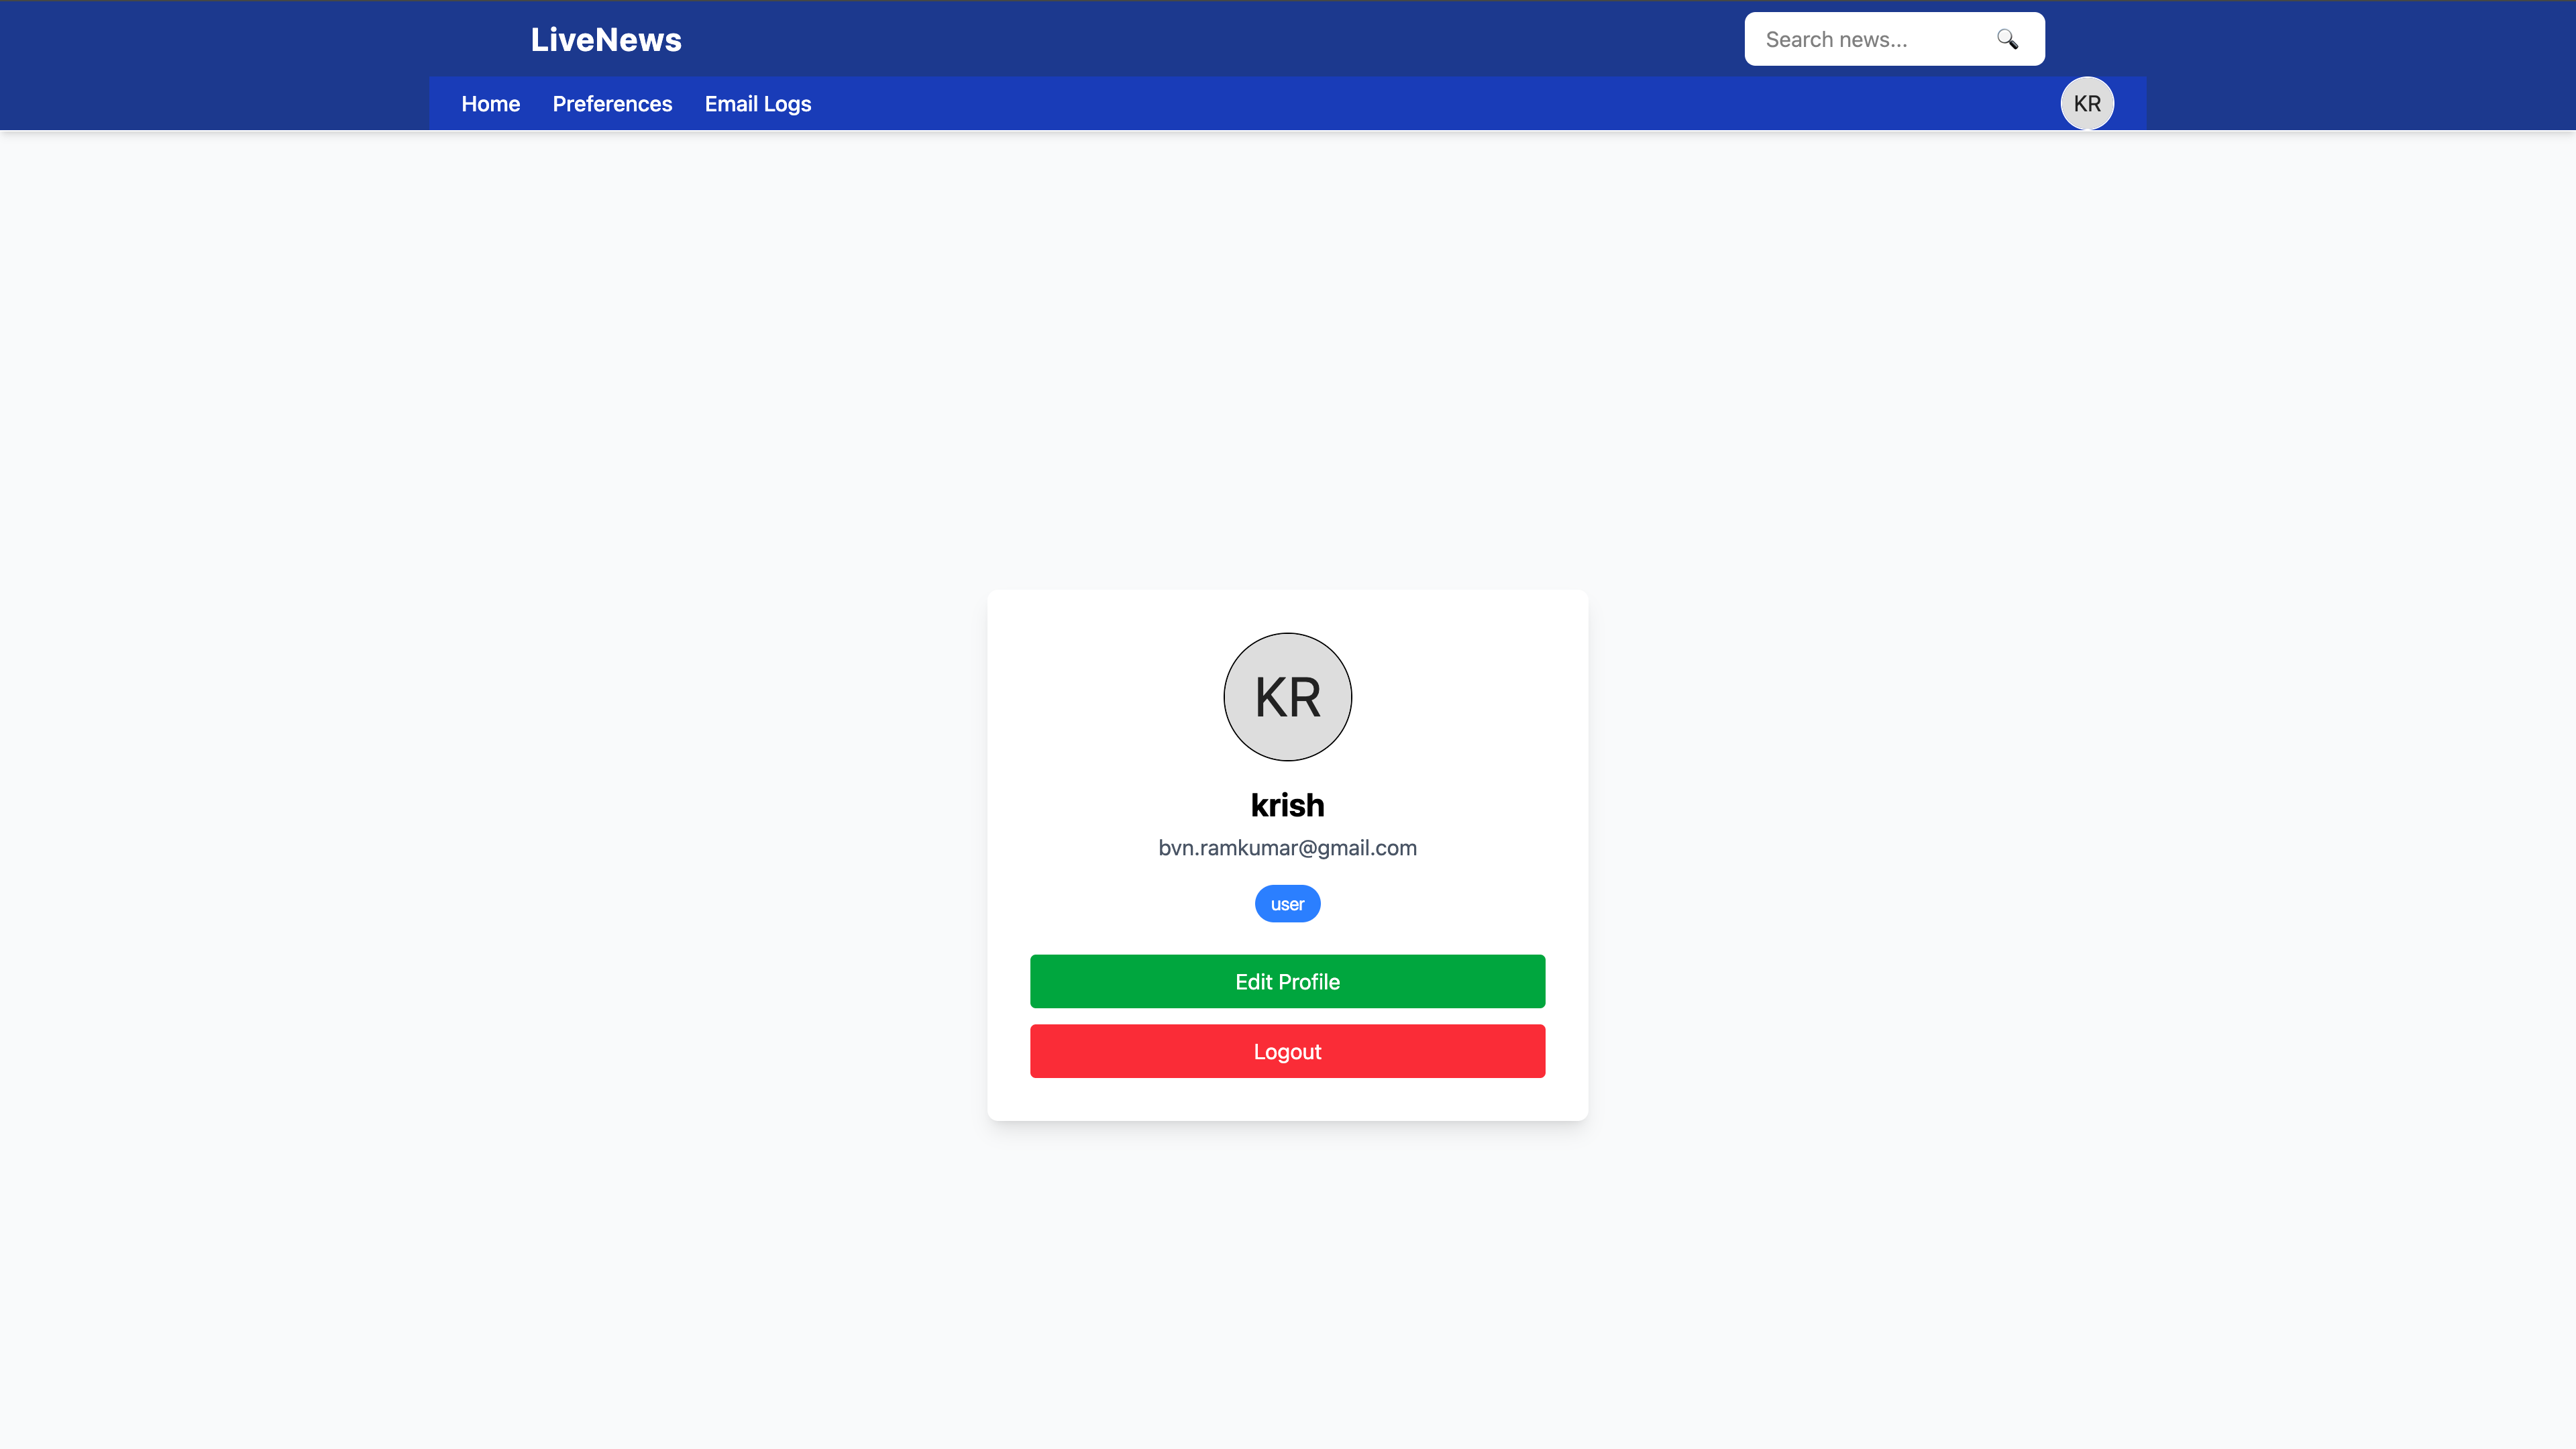 LiveNews
Search news...
Home Preferences Email Logs
KR
KR
krish
bvn.ramkumar@gmail.com
user
Edit Profile
Logout